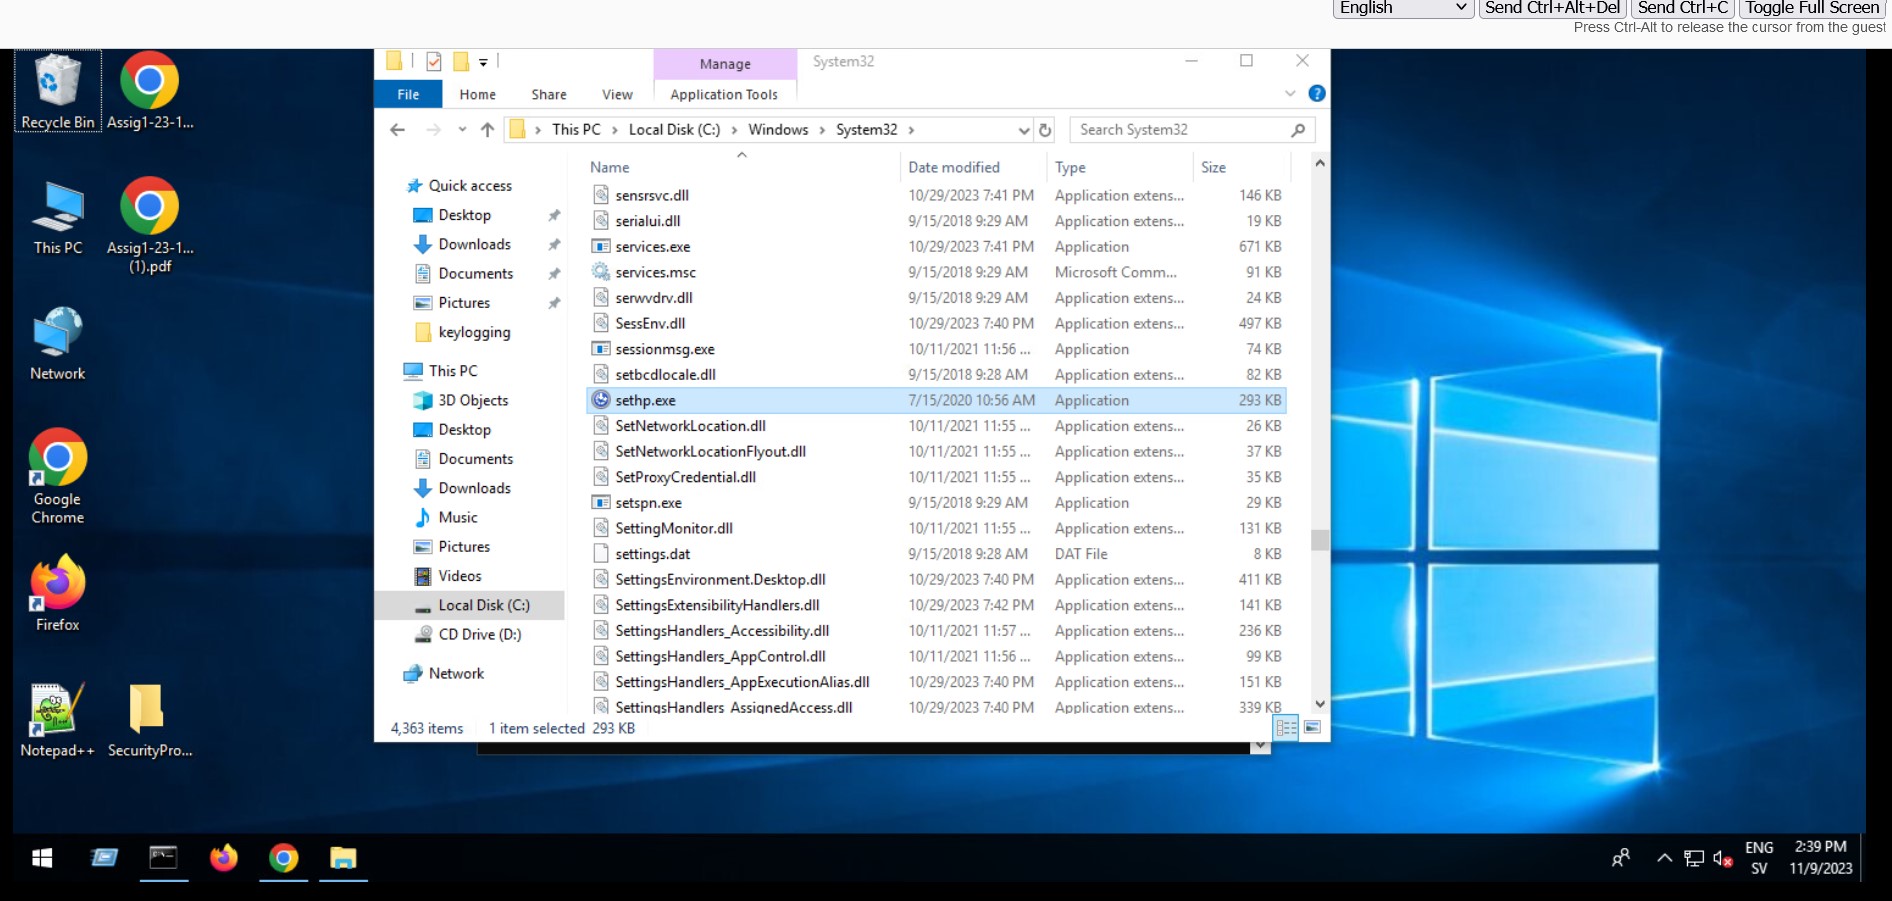 English
Send Ctrl+Alt+Del
Send Ctrl+C
Toggle Full Screen
Press Ctrl-Alt to release the cursor from the guest
Recycle Bin
Assig1-23-1...
This PC
Assig1-23-1...
(1).pdf
Network
Google
Chrome
Firefox
Notepad++
SecurityPro...
Manage
System32
File
Home
Share
View
Application Tools
This PC
Local Disk (C:)
Windows
System32
Search System32
Quick access
Desktop
Downloads
Documents
Pictures
keylogging
This PC
3D Objects
Desktop
Documents
Downloads
Music
Pictures
Videos
Local Disk (C:)
CD Drive (D:)
Network
Name Date modified Type Size
sensrsvc.dll 10/29/2023 7:41 PM Application extens... 146 KB
serialui.dll 9/15/2018 9:29 AM Application extens... 19 KB
services.exe 10/29/2023 7:41 PM Application 671 KB
services.msc 9/15/2018 9:29 AM Microsoft Comm... 91 KB
serwvdrv.dll 9/15/2018 9:29 AM Application extens... 24 KB
SessEnv.dll 10/29/2023 7:40 PM Application extens... 497 KB
sessionmsg.exe 10/11/2021 11:56 ... Application 74 KB
setbcdlocale.dll 9/15/2018 9:28 AM Application extens... 82 KB
sethp.exe 7/15/2020 10:56 AM Application 293 KB
SetNetworkLocation.dll 10/11/2021 11:55 ... Application extens... 26 KB
SetNetworkLocationFlyout.dll 10/11/2021 11:55 ... Application extens... 37 KB
SetProxyCredential.dll 10/11/2021 11:55 ... Application extens... 35 KB
setspn.exe 9/15/2018 9:29 AM Application 29 KB
SettingMonitor.dll 10/11/2021 11:55 ... Application extens... 131 KB
settings.dat 9/15/2018 9:28 AM DAT File 8 KB
SettingsEnvironment.Desktop.dll 10/29/2023 7:40 PM Application extens... 411 KB
SettingsExtensibilityHandlers.dll 10/29/2023 7:42 PM Application extens... 141 KB
SettingsHandlers_Accessibility.dll 10/11/2021 11:57 ... Application extens... 236 KB
SettingsHandlers_AppControl.dll 10/11/2021 11:56 ... Application extens... 99 KB
SettingsHandlers_AppExecutionAlias.dll 10/29/2023 7:40 PM Application extens... 151 KB
SettingsHandlers_AssignedAccess.dll 10/29/2023 7:40 PM Application extens... 339 KB
4,363 items
1 item selected 293 KB
ENG
SV
2:39 PM
11/9/2023